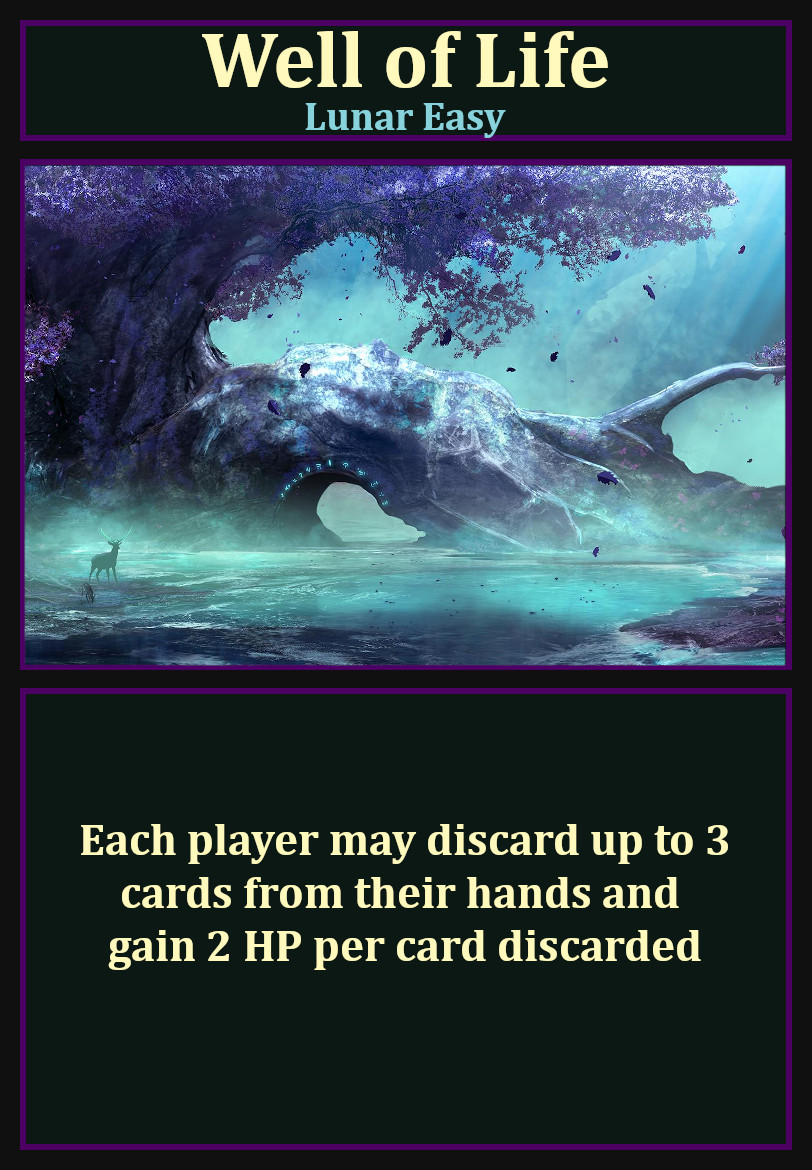 Well of Life
Lunar Easy
Each player may discard up to 3
cards from their hands and
gain 2 HP per card discarded